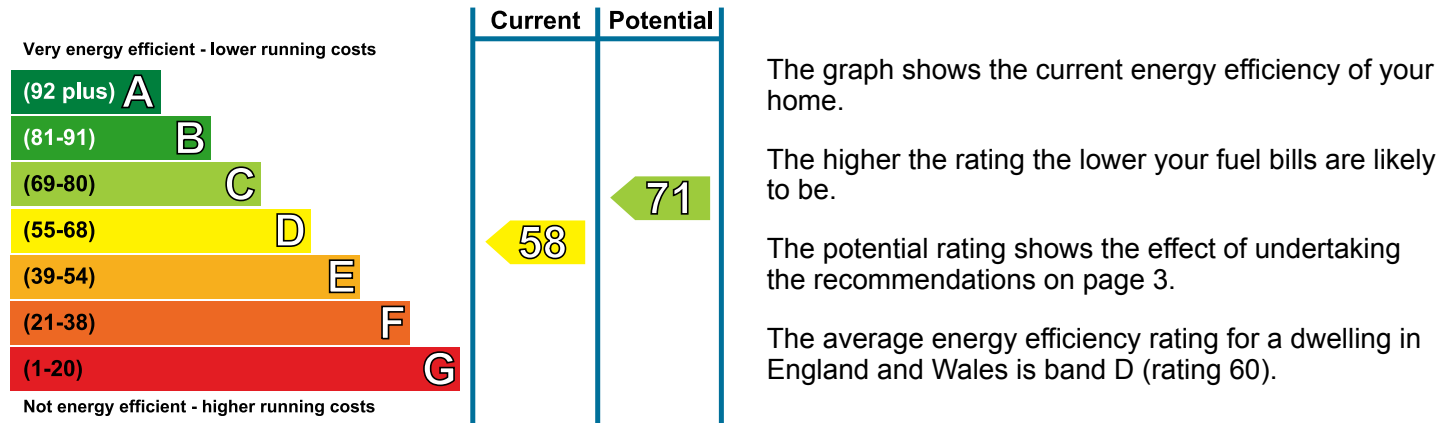 Current Potential
Very energy efficient - lower running costs
(92 plus) A
(81-91) B
(69-80) C
(55-68) D
(39-54) E
(21-38) F
(1-20) G
Not energy efficient - higher running costs
58
71
The graph shows the current energy efficiency of your
home.
The higher the rating the lower your fuel bills are likely
to be.
The potential rating shows the effect of undertaking
the recommendations on page 3.
The average energy efficiency rating for a dwelling in
England and Wales is band D (rating 60).